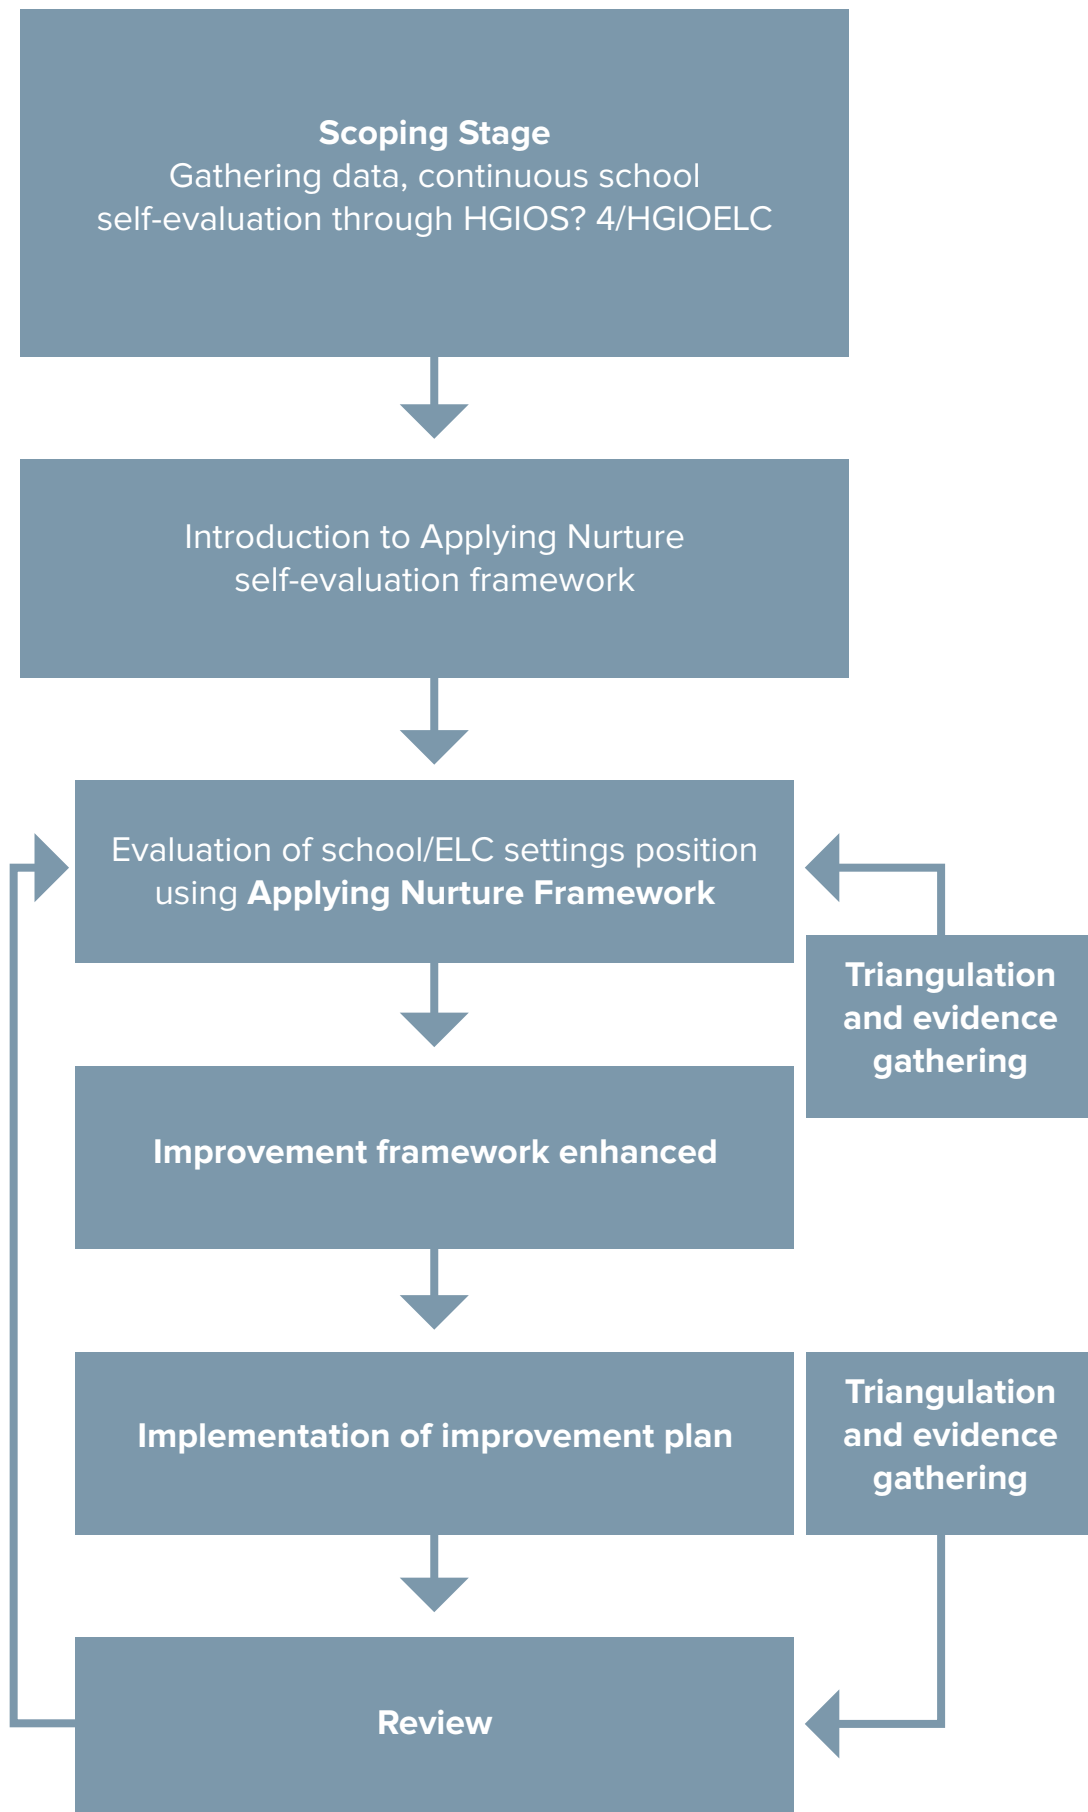 Scoping Stage
Gathering data, continuous school
self-evaluation through HGIOS? 4/HGIOELC
Introduction to Applying Nurture
self-evaluation framework
Evaluation of school/ELC settings position
using Applying Nurture Framework
Triangulation
and evidence
gathering
Improvement framework enhanced
Implementation of improvement plan
Triangulation
and evidence
gathering
Review